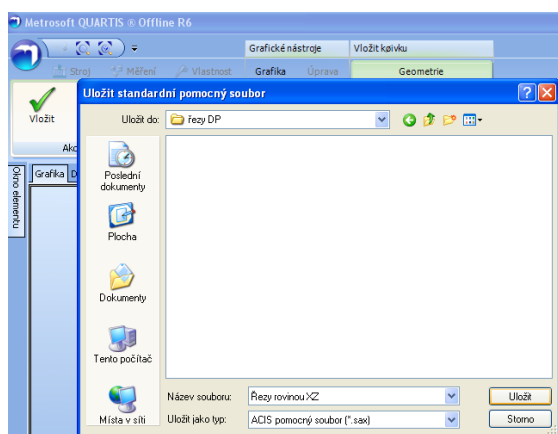 Metrosoft QUARTIS ® Offline R6
Grafické nástroje Vložit køivku
Stroj Měření Vlastnost Grafika Úprava Geometrie
Vložit
Uložit standardní pomocný soubor
Uložit do: řezy DP
Akc
Okno elementu
Grafika D
Poslední
dokumenty
Plocha
Dokumenty
Tento počítač
Místa v síti
Název souboru: Řezy rovinou XZ Uložit
Uložit jako typ: ACIS pomocný soubor (*.sax) Storno